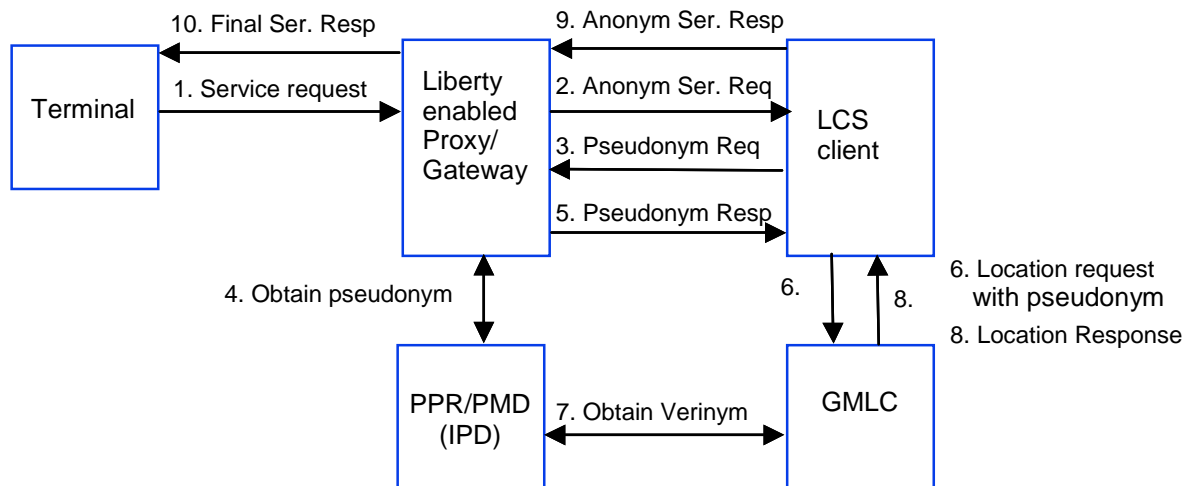 10. Final Ser. Resp
9. Anonym Ser. Resp
1. Service request
2. Anonym Ser. Req
Terminal
Liberty
enabled
Proxy/
Gateway
LCS
client
3. Pseudonym Req
5. Pseudonym Resp
4. Obtain pseudonym
6.
8.
6. Location request
with pseudonym
8. Location Response
PPR/PMD
(IPD)
7. Obtain Verinym
GMLC